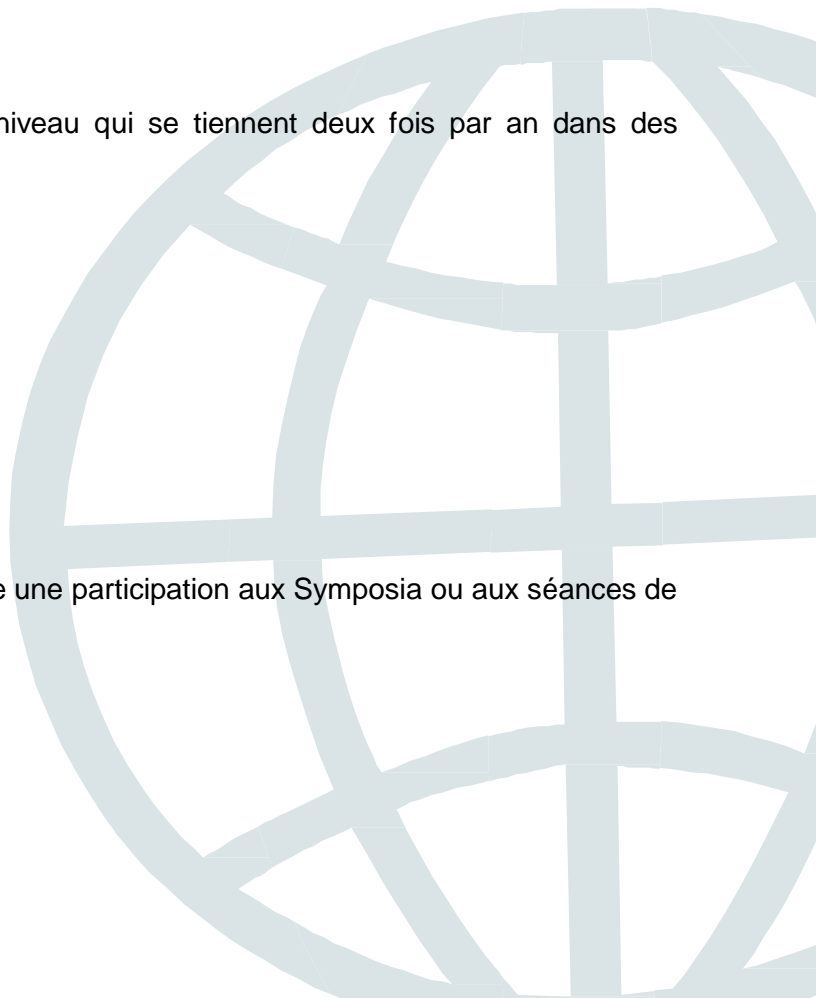 niveau qui se tiennent deux fois par an dans des
une participation aux Symposia ou aux séances de